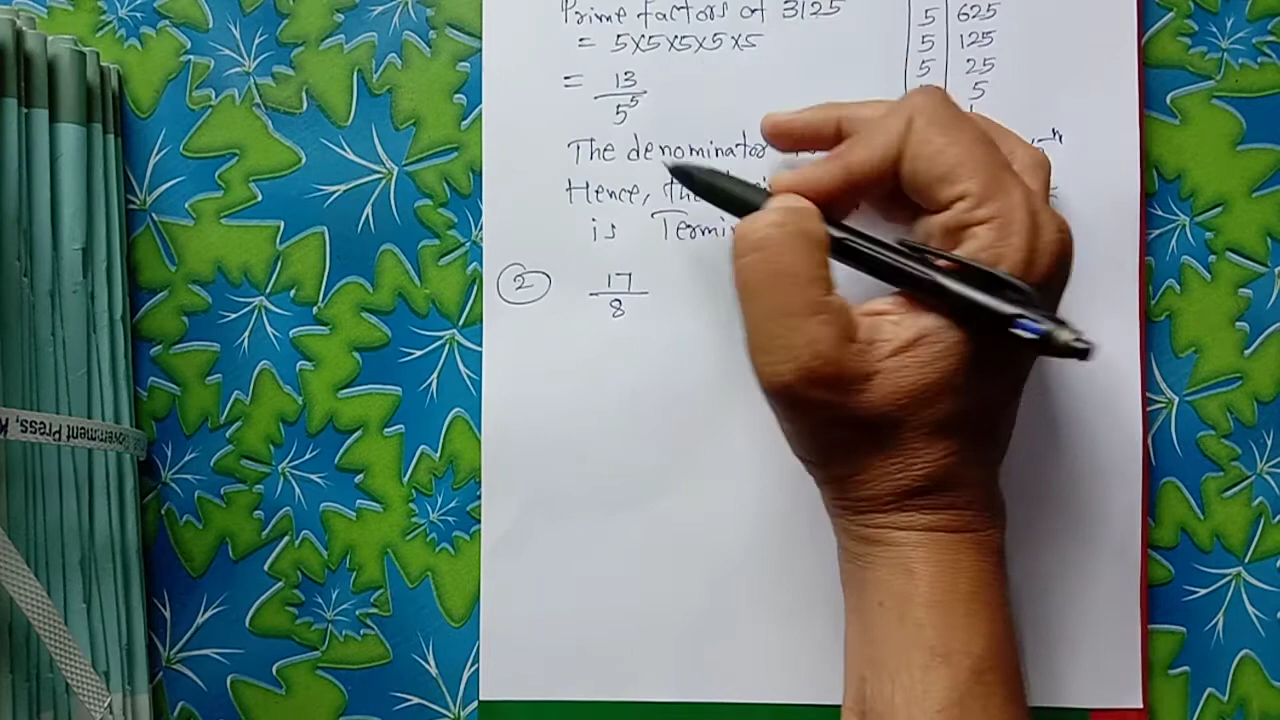 Prime factors of 3125
= 5×5×5×5×5
= 13
5⁵
5 625
5 125
5 25
5
The denominator
Hence, the
is Termi
② 17
8
Government Press, K